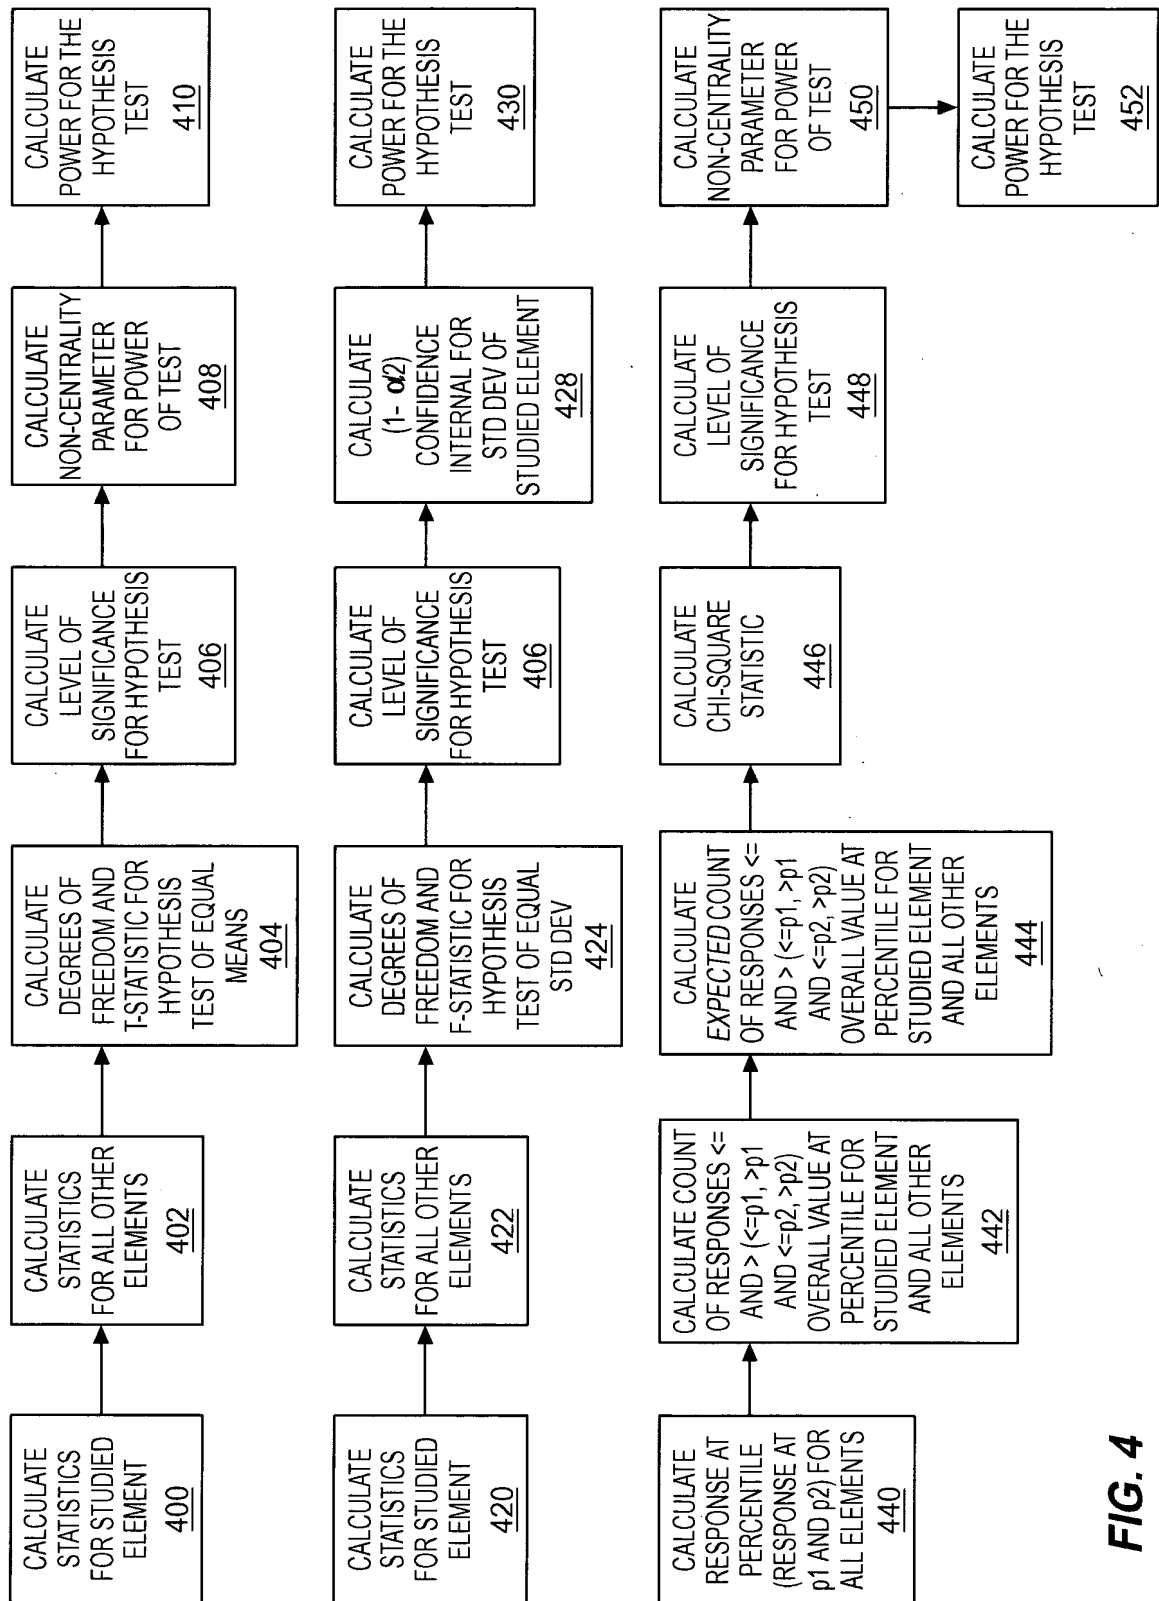 CALCULATE
STATISTICS
FOR STUDIED
ELEMENT
400
CALCULATE
STATISTICS
FOR ALL OTHER
ELEMENTS
402
CALCULATE
DEGREES OF
FREEDOM AND
T-STATISTIC FOR
HYPOTHESIS
TEST OF EQUAL
MEANS
404
CALCULATE
LEVEL OF
SIGNIFICANCE
FOR HYPOTHESIS
TEST
406
CALCULATE
NON-CENTRALITY
PARAMETER
FOR POWER
OF TEST
408
CALCULATE
POWER FOR THE
HYPOTHESIS
TEST
410
CALCULATE
STATISTICS
FOR STUDIED
ELEMENT
420
CALCULATE
STATISTICS
FOR ALL OTHER
ELEMENTS
422
CALCULATE
DEGREES OF
FREEDOM AND
F-STATISTIC FOR
HYPOTHESIS
TEST OF EQUAL
STD DEV
424
CALCULATE
LEVEL OF
SIGNIFICANCE
FOR HYPOTHESIS
TEST
406
CALCULATE
(1- α/2)
CONFIDENCE
INTERNAL FOR
STD DEV OF
STUDIED ELEMENT
428
CALCULATE
POWER FOR THE
HYPOTHESIS
TEST
430
CALCULATE
RESPONSE AT
PERCENTILE
(RESPONSE AT
p1 AND p2) FOR
ALL ELEMENTS
440
CALCULATE COUNT
OF RESPONSES <=
AND > (<=p1, >p1
AND <=p2, >p2)
OVERALL VALUE AT
PERCENTILE FOR
STUDIED ELEMENT
AND ALL OTHER
ELEMENTS
442
CALCULATE
EXPECTED COUNT
OF RESPONSES <=
AND > (<=p1, >p1
AND <=p2, >p2)
OVERALL VALUE AT
PERCENTILE FOR
STUDIED ELEMENT
AND ALL OTHER
ELEMENTS
444
CALCULATE
CHI-SQUARE
STATISTIC
446
CALCULATE
LEVEL OF
SIGNIFICANCE
FOR HYPOTHESIS
TEST
448
CALCULATE
NON-CENTRALITY
PARAMETER
FOR POWER
OF TEST
450
CALCULATE
POWER FOR THE
HYPOTHESIS
TEST
452
FIG. 4